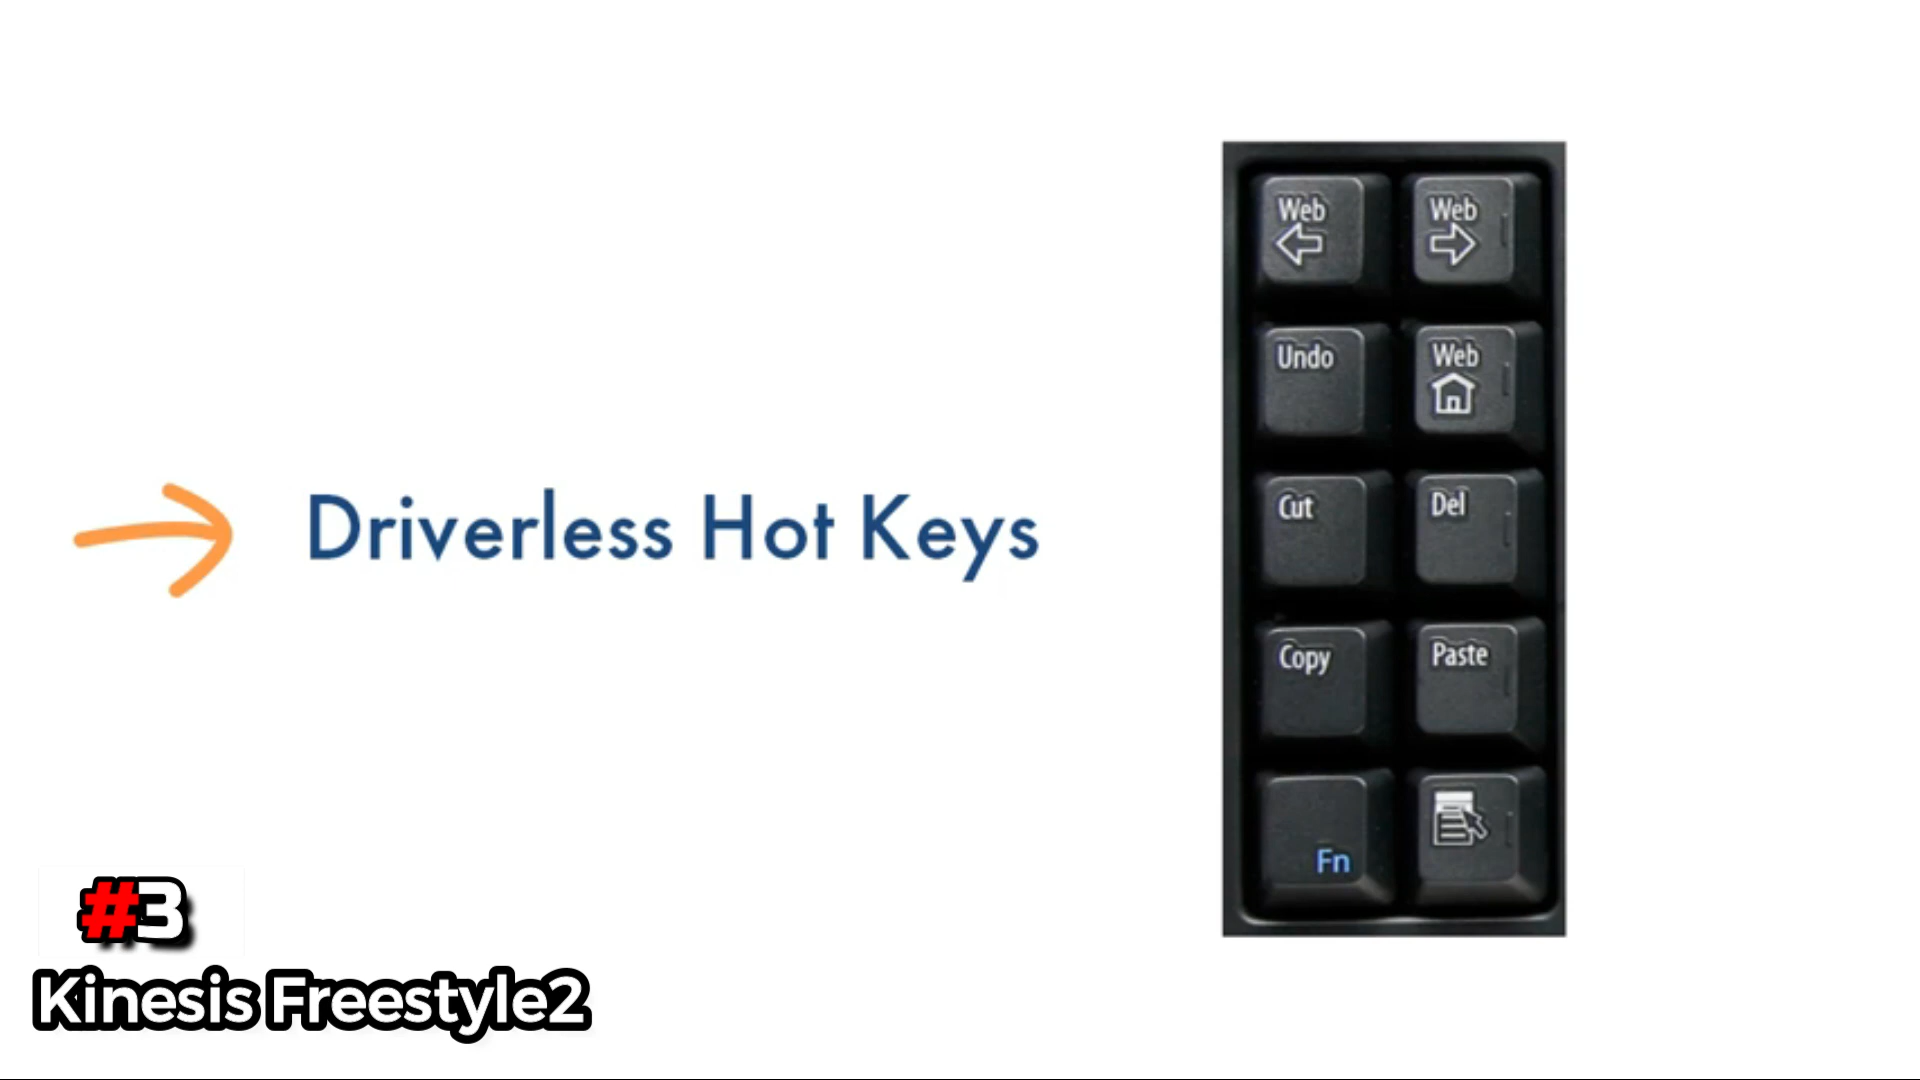 Web
Web
Undo
Web
Driverless Hot Keys
Cut
Del
Copy
Paste
Fn
#3
Kinesis Freestyle2